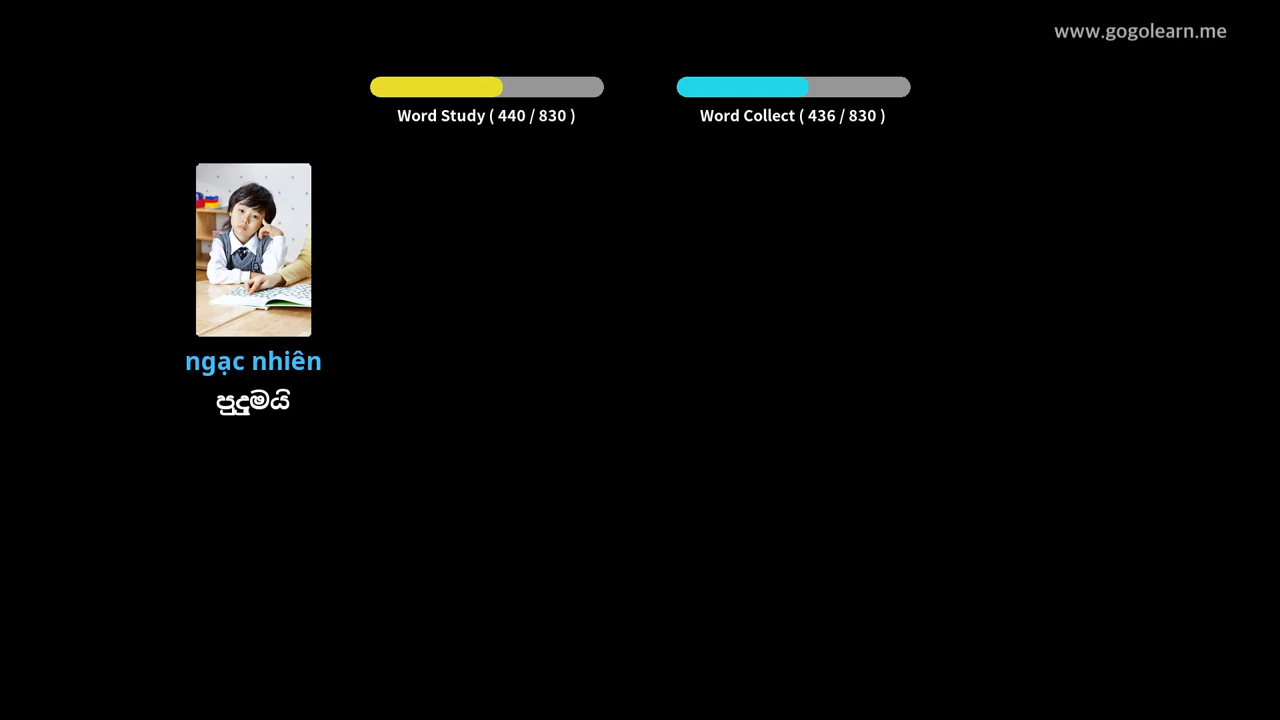 www.gogolearn.me
Word Study ( 440 / 830 )
Word Collect ( 436 / 830 )
ngạc nhiên
පුදුමයි